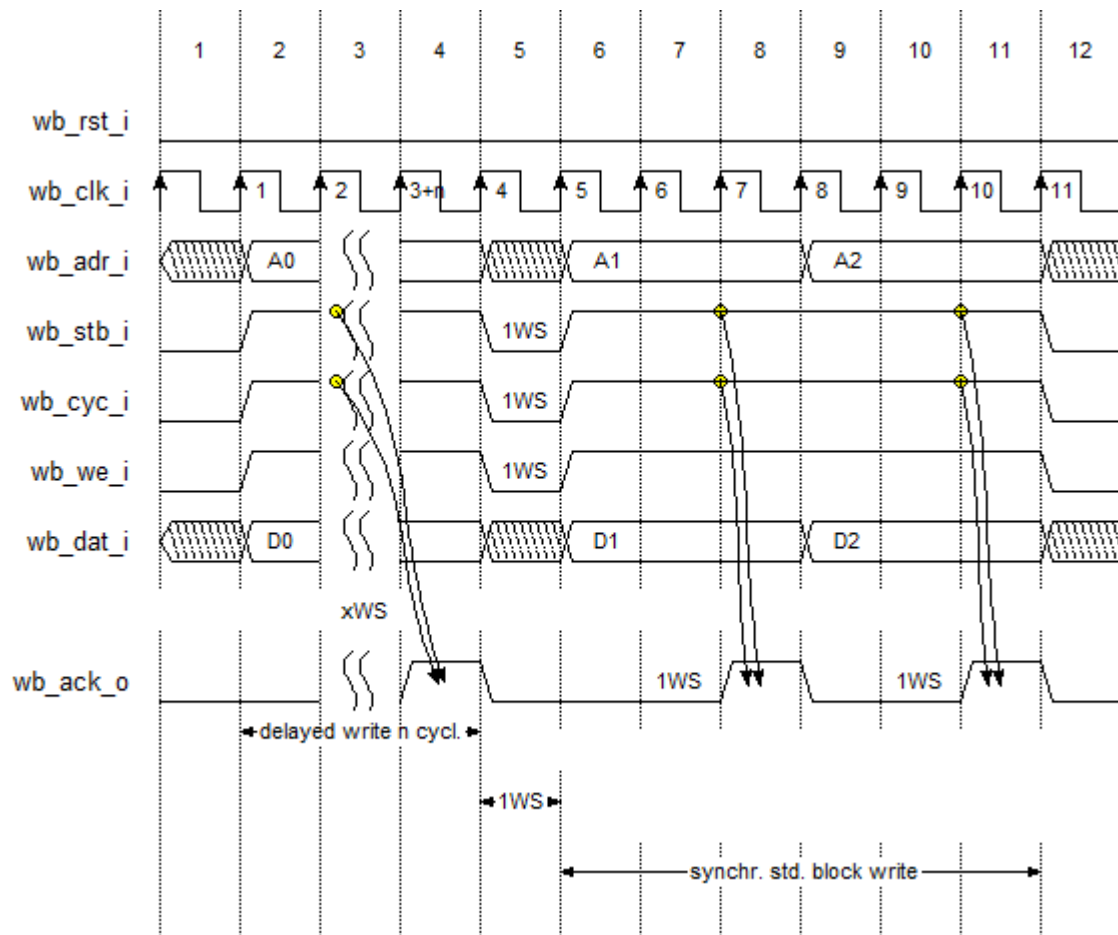 1 2 3 4 5 6 7 8 9 10 11 12
wb_rst_i
wb_clk_i 1 2 3+n 4 5 6 7 8 9 10 11
wb_adr_i A0 A1 A2
wb_stb_i 1WS
wb_cyc_i 1WS
wb_we_i 1WS
wb_dat_i D0 D1 D2
xWS
wb_ack_o 1WS 1WS
delayed write n cycl.
1WS
synchr. std. block write